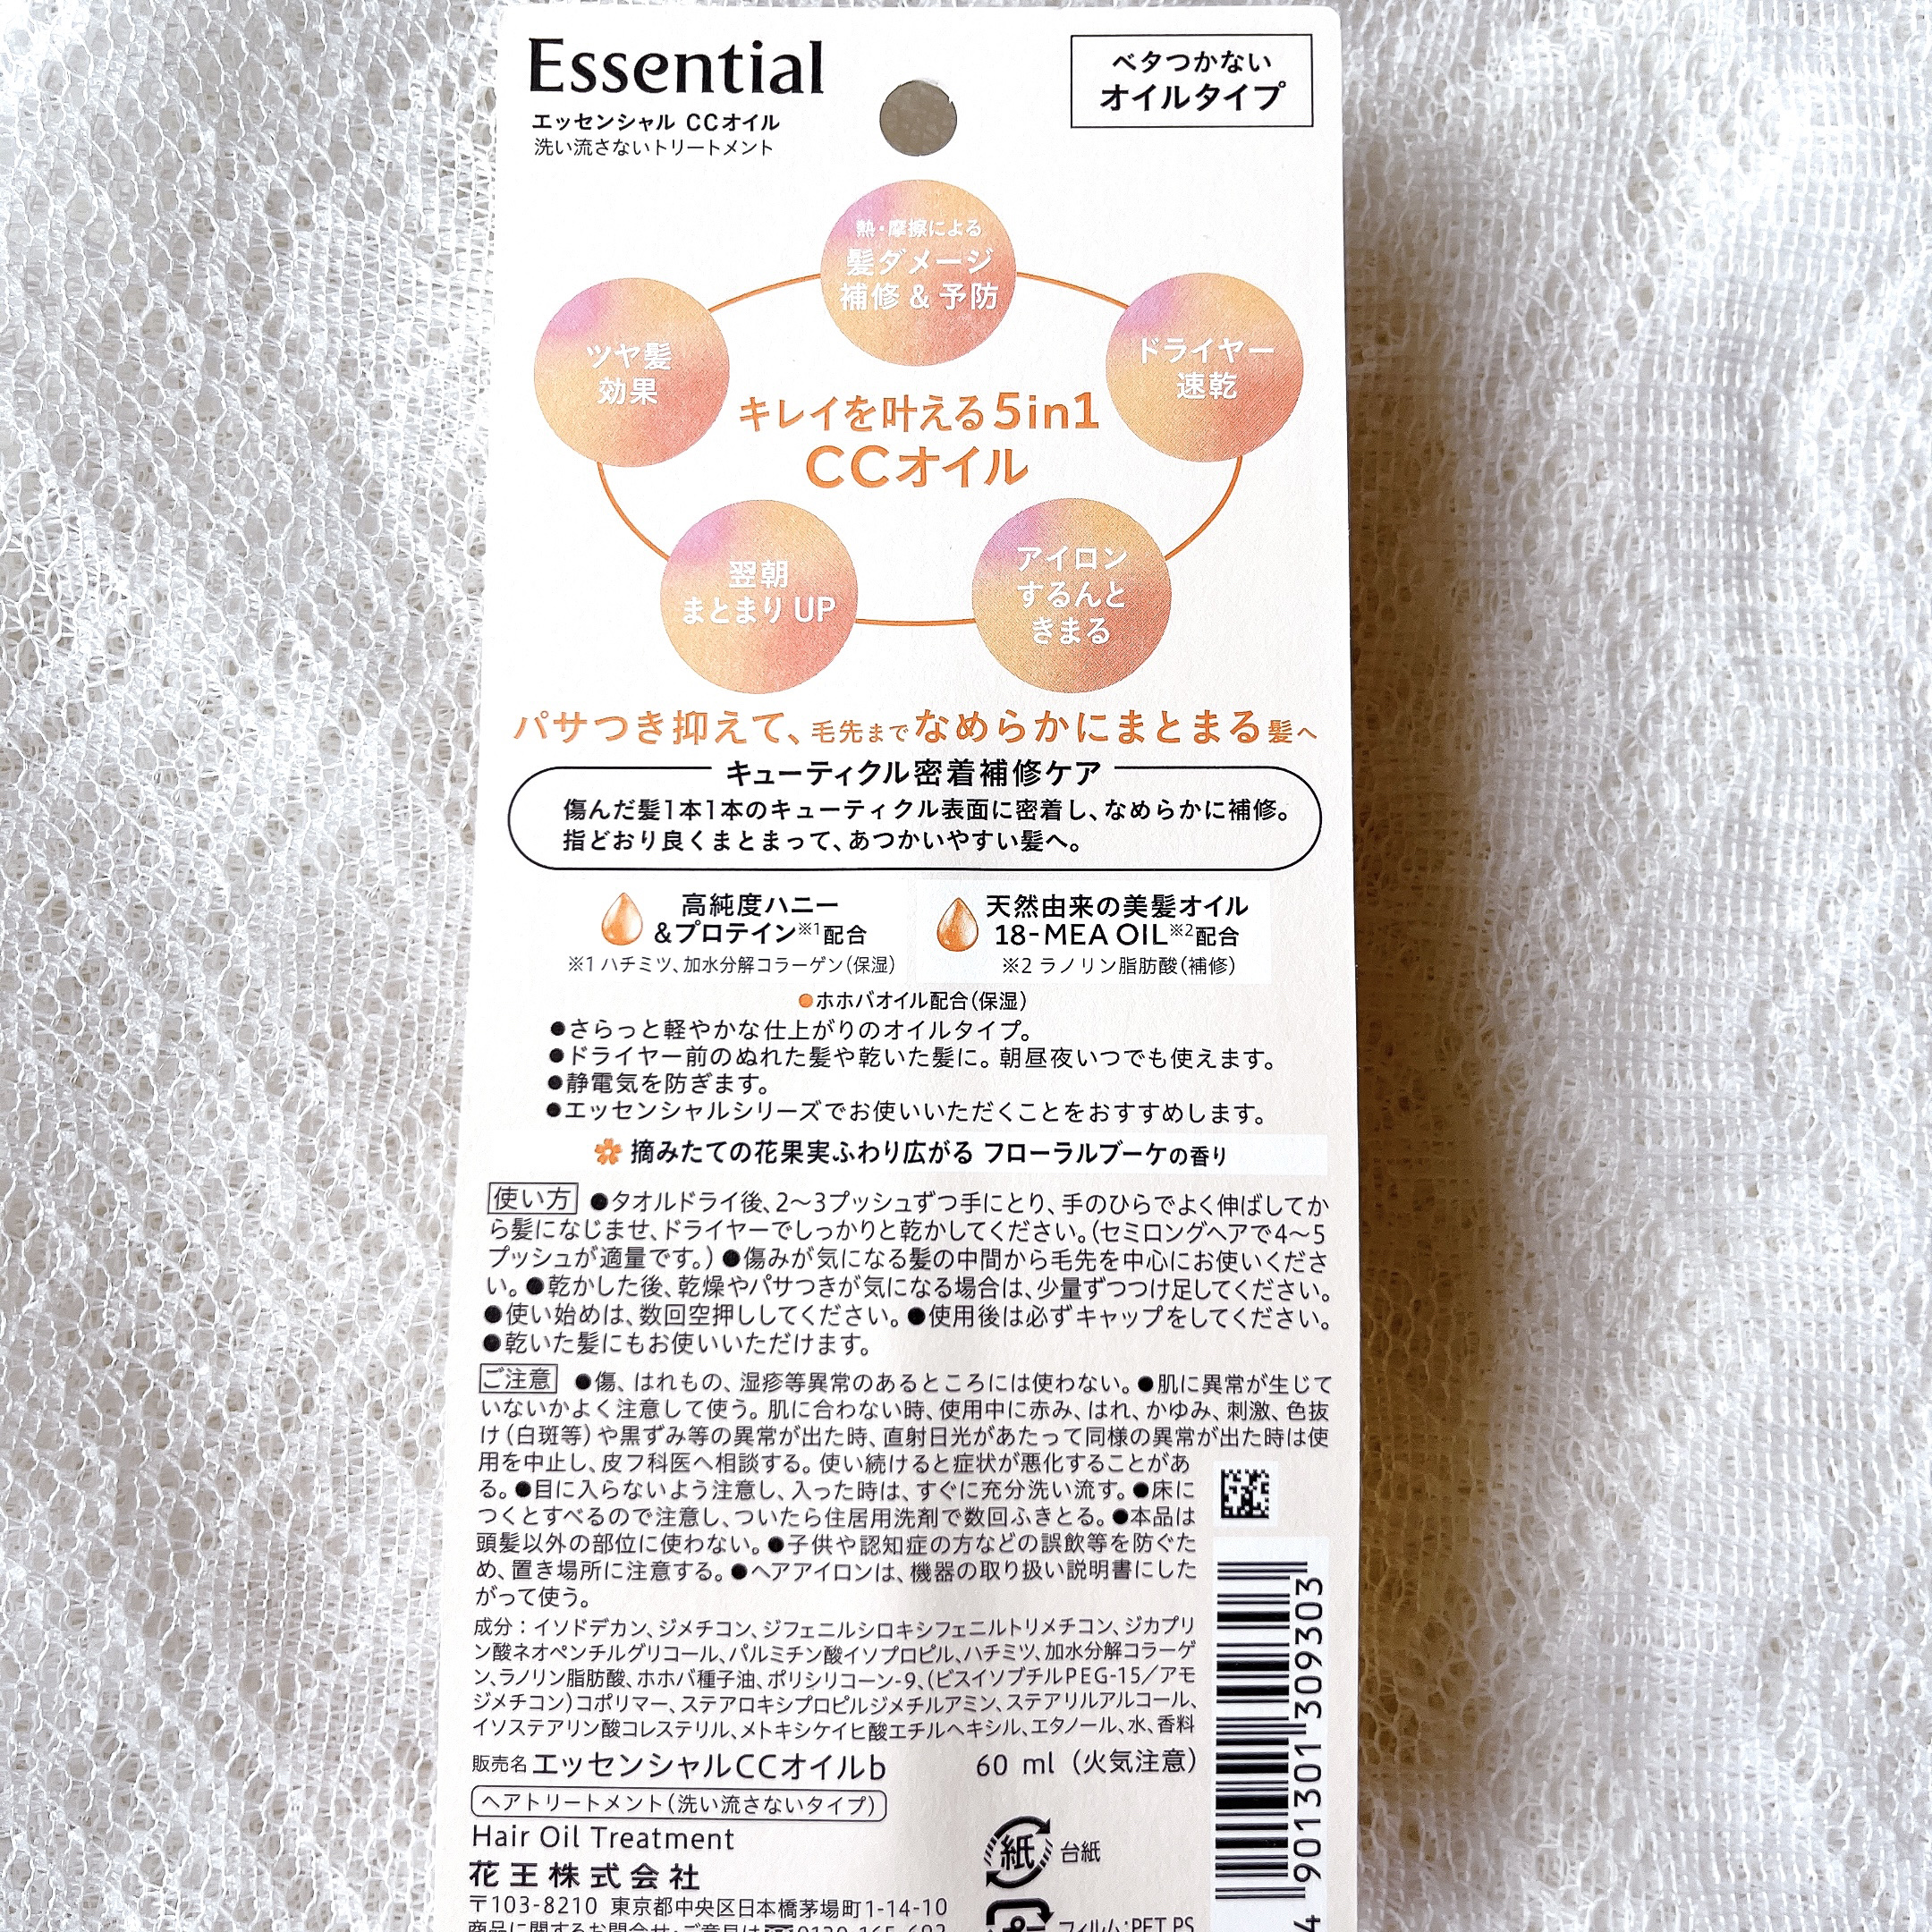 Essential
エッセンシャル CCオイル
洗い流さないトリートメント
ベタつかない
オイルタイプ
熱・摩擦による
髪ダメージ
補修 & 予防
ツヤ髪
効果
ドライヤー
速乾
キレイを叶える5in1
CCオイル
翌朝
まとまり UP
アイロン
するんと
きまる
パサつき抑えて、毛先までなめらかにまとまる髪へ
キューティクル密着補修ケア
傷んだ髪1本1本のキューティクル表面に密着し、なめらかに補修。
指どおり良くまとまって、あつかいやすい髪へ。
高純度ハニー
&プロテイン※1配合
※1 ハチミツ、加水分解コラーゲン(保湿)
天然由来の美髪オイル
18-MEA OIL※2配合
※2 ラノリン脂肪酸(補修)
●ホホバオイル配合(保湿)
●さらっと軽やかな仕上がりのオイルタイプ。
●ドライヤー前のぬれた髪や乾いた髪に。朝昼夜いつでも使えます。
●静電気を防ぎます。
●エッセンシャルシリーズでお使いいただくことをおすすめします。
摘みたての花果実ふわり広がる フローラルブーケの香り
使い方 ●タオルドライ後、2〜3プッシュずつ手にとり、手のひらでよく伸ばしてか
ら髪になじませ、ドライヤーでしっかりと乾かしてください。(セミロングヘアで4〜5
プッシュが適量です。) ●傷みが気になる髪の中間から毛先を中心にお使いくださ
い。●乾かした後、乾燥やパサつきが気になる場合は、少量ずつつけ足してください。
●使い始めは、数回空押ししてください。●使用後は必ずキャップをしてください。
●乾いた髪にもお使いいただけます。
ご注意 ●傷、はれもの、湿疹等異常のあるところには使わない。●肌に異常が生じて
いないかよく注意して使う。肌に合わない時、使用中に赤み、はれ、かゆみ、刺激、色抜
け(白斑等)や黒ずみ等の異常が出た時、直射日光があたって同様の異常が出た時は使
用を中止し、皮フ科医へ相談する。使い続けると症状が悪化することがあ
る。●目に入らないよう注意し、入った時は、すぐに充分洗い流す。●床に
つくとすべるので注意し、ついたら住居用洗剤で数回ふきとる。●本品は
頭髪以外の部位に使わない。●子供や認知症の方などの誤飲等を防ぐた
め、置き場所に注意する。●ヘアアイロンは、機器の取り扱い説明書にした
がって使う。
成分：イソドデカン、ジメチコン、ジフェニルシロキシフェニルトリメチコン、ジカプリ
ン酸ネオペンチルグリコール、パルミチン酸イソプロピル、ハチミツ、加水分解コラーゲ
ン、ラノリン脂肪酸、ホホバ種子油、ポリシリコーン-9、(ビスイソブチルPEG-15／アモ
ジメチコン)コポリマー、ステアロキシプロピルジメチルアミン、ステアリルアルコール、
イソステアリン酸コレステリル、メトキシケイヒ酸エチルヘキシル、エタノール、水、香料
販売名 エッセンシャルCCオイルb
60 ml (火気注意)
ヘアトリートメント(洗い流さないタイプ)
Hair Oil Treatment
花王株式会社
〒103-8210 東京都中央区日本橋茅場町1-14-10
商品に関するお問合せ・ご意見は
紙 台紙
フィルム:PET,PS
4 901301 309303